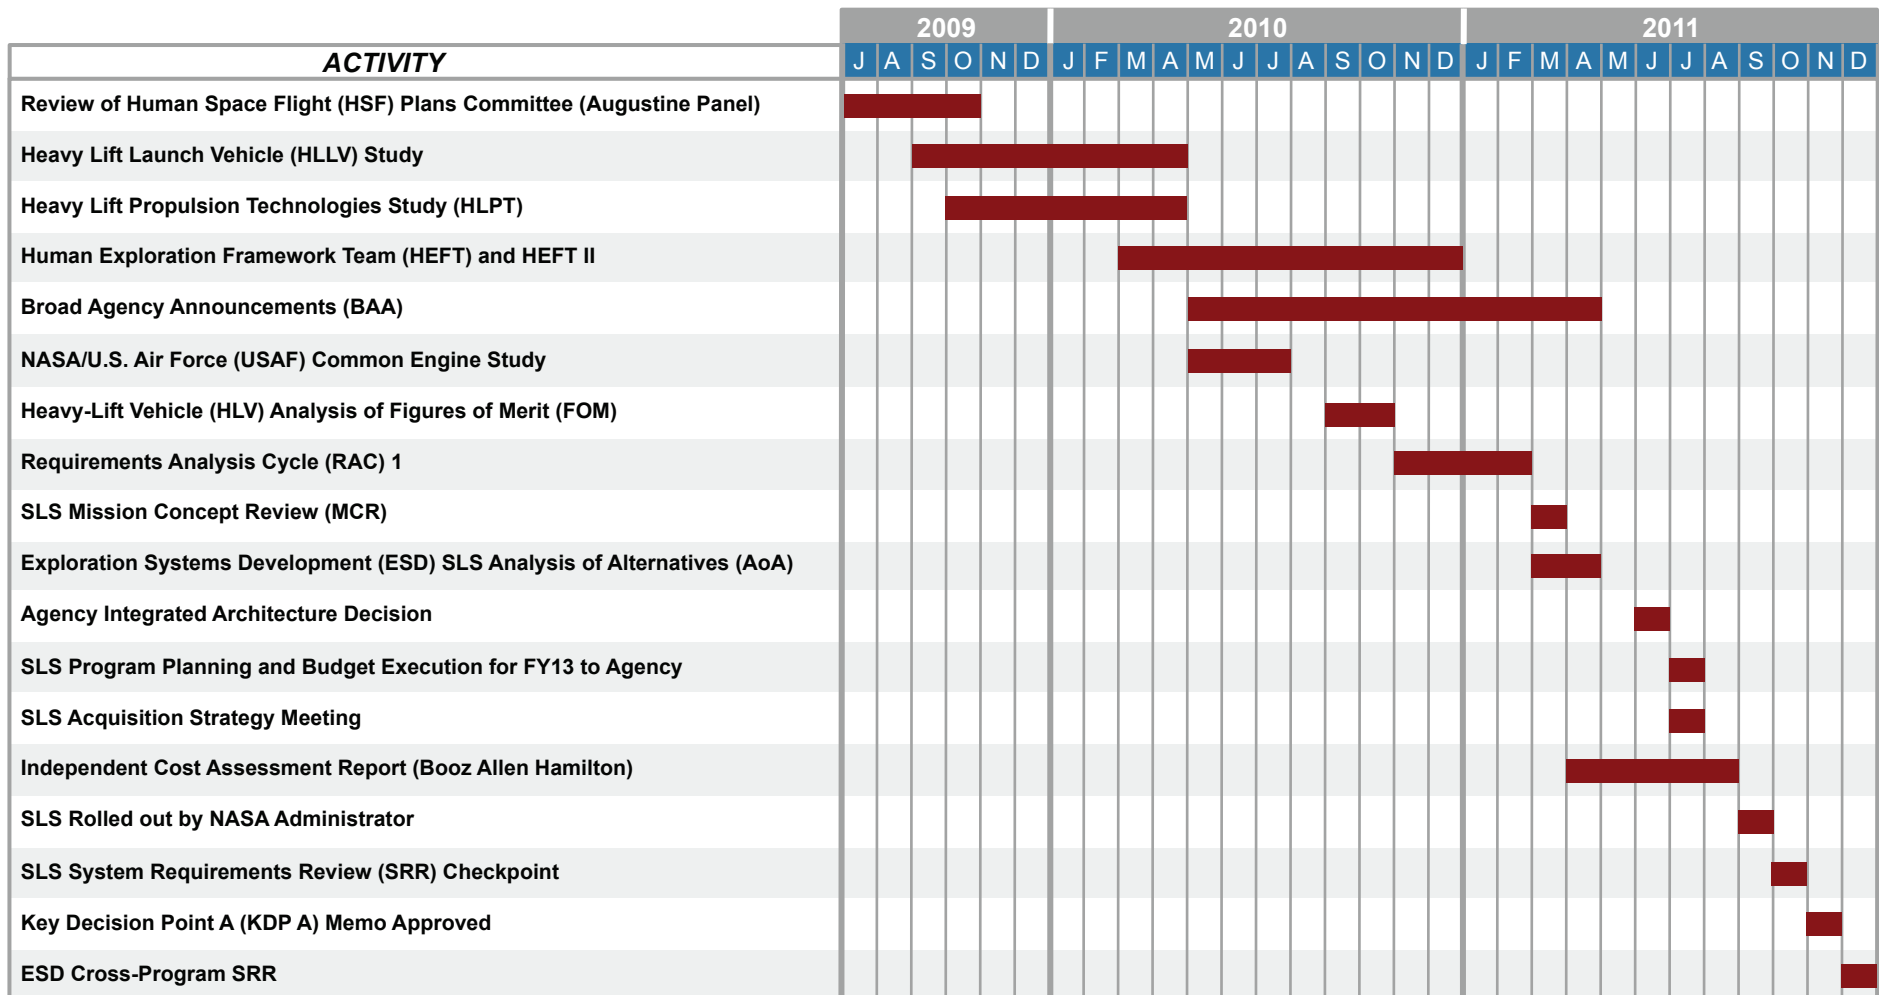 2009 2010 2011
ACTIVITY J A S O N D J F M A M J J A S O N D J F M A M J J A S O N D
Review of Human Space Flight (HSF) Plans Committee (Augustine Panel)
Heavy Lift Launch Vehicle (HLLV) Study
Heavy Lift Propulsion Technologies Study (HLPT)
Human Exploration Framework Team (HEFT) and HEFT II
Broad Agency Announcements (BAA)
NASA/U.S. Air Force (USAF) Common Engine Study
Heavy-Lift Vehicle (HLV) Analysis of Figures of Merit (FOM)
Requirements Analysis Cycle (RAC) 1
SLS Mission Concept Review (MCR)
Exploration Systems Development (ESD) SLS Analysis of Alternatives (AoA)
Agency Integrated Architecture Decision
SLS Program Planning and Budget Execution for FY13 to Agency
SLS Acquisition Strategy Meeting
Independent Cost Assessment Report (Booz Allen Hamilton)
SLS Rolled out by NASA Administrator
SLS System Requirements Review (SRR) Checkpoint
Key Decision Point A (KDP A) Memo Approved
ESD Cross-Program SRR